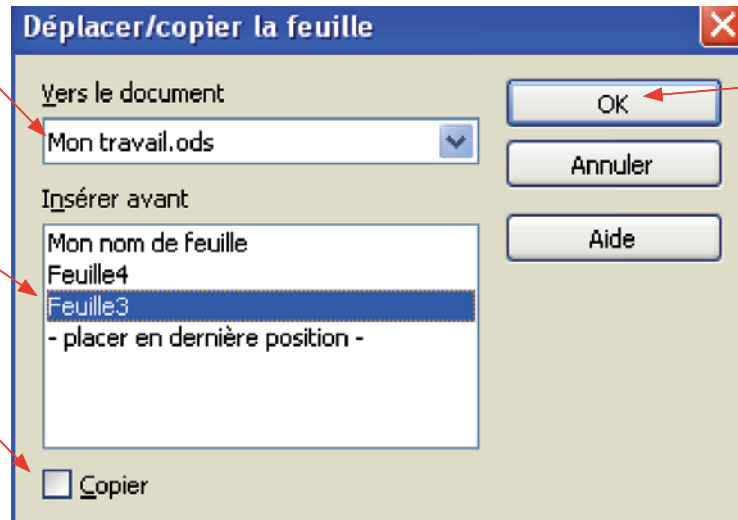 Déplacer/copier la feuille
Vers le document
OK
Mon travail.ods
Annuler
Insérer avant
Aide
Mon nom de feuille
Feuille4
Feuille3
- placer en dernière position -
Copier